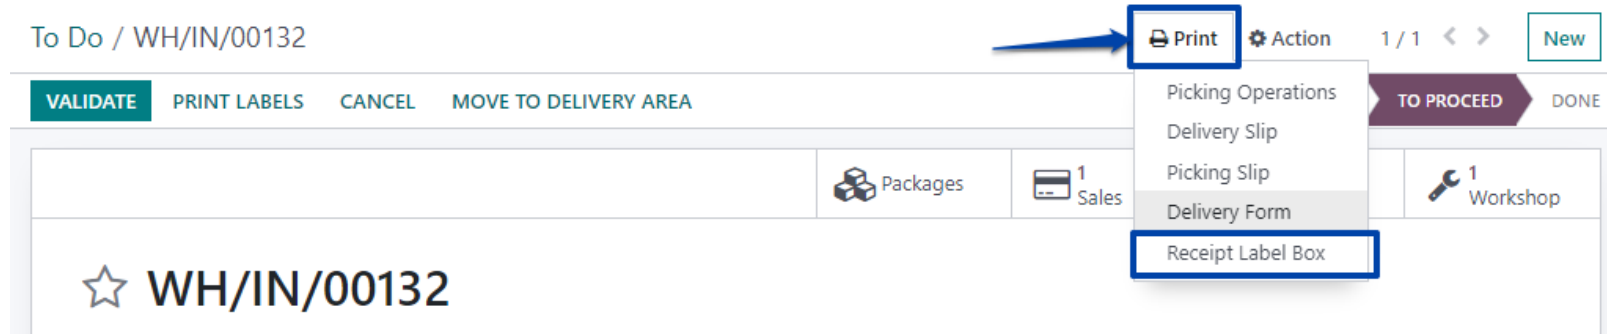 To Do / WH/IN/00132
Print
Action
1 / 1
New
VALIDATE
PRINT LABELS
CANCEL
MOVE TO DELIVERY AREA
Picking Operations
Delivery Slip
Picking Slip
Delivery Form
Receipt Label Box
TO PROCEED
DONE
Packages
1
Sales
1
Workshop
WH/IN/00132